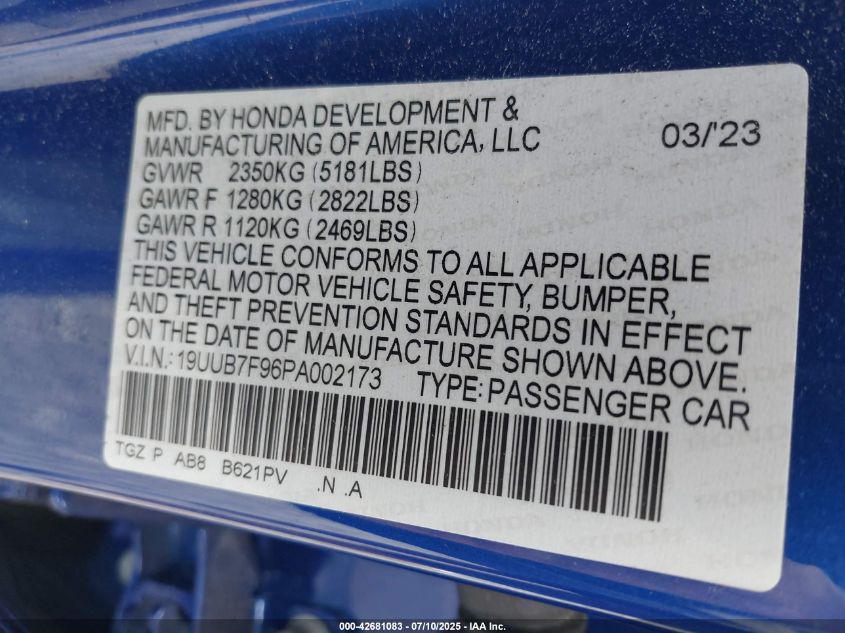 MFD. BY HONDA DEVELOPMENT &
MANUFACTURING OF AMERICA, LLC 03/'23
GVWR 2350KG (5181LBS)
GAWR F 1280KG (2822LBS)
GAWR R 1120KG (2469LBS)
THIS VEHICLE CONFORMS TO ALL APPLICABLE
FEDERAL MOTOR VEHICLE SAFETY, BUMPER,
AND THEFT PREVENTION STANDARDS IN EFFECT
ON THE DATE OF MANUFACTURE SHOWN ABOVE.
V.I.N.: 19UUB7F96PA002173 TYPE: PASSENGER CAR
TGZ P AB8 B621PV .N .A
000-42681083 / 07/10/2025 - IAA Inc.